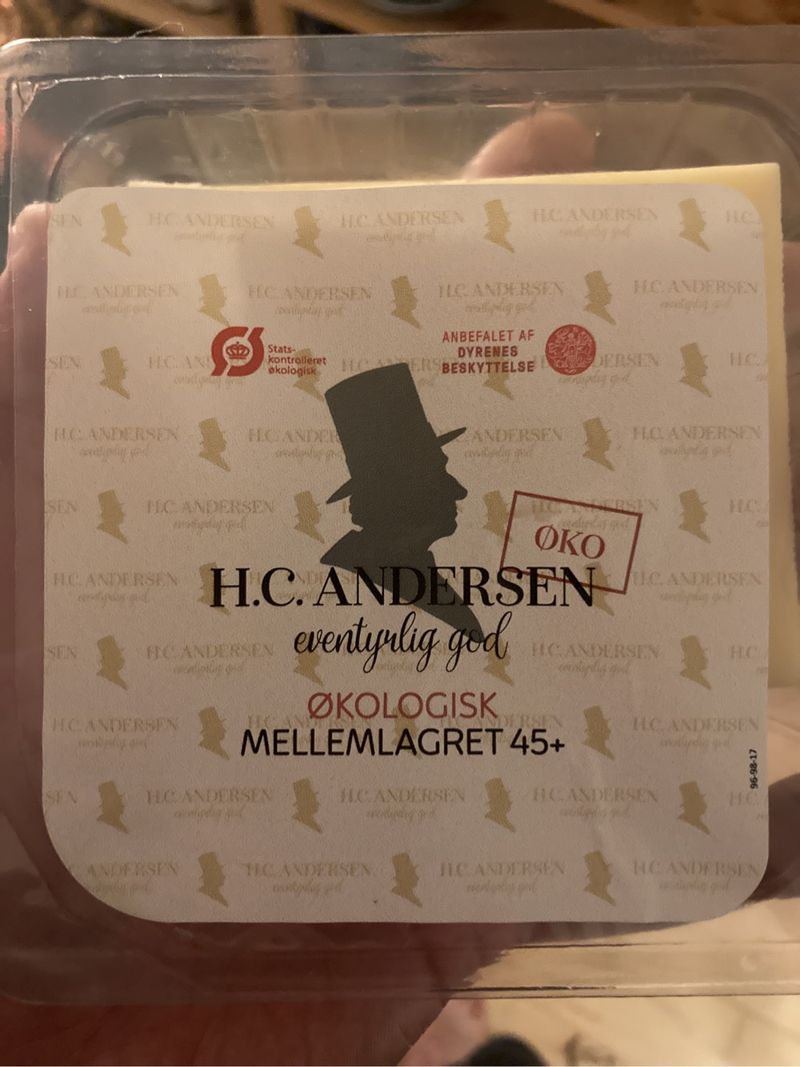 Stats-
kontrolleret
økologisk
ANBEFALET AF
DYRENES
BESKYTTELSE
ØKO
H.C. ANDERSEN
eventyrlig god
ØKOLOGISK
MELLEMLAGRET 45+
96-98-17